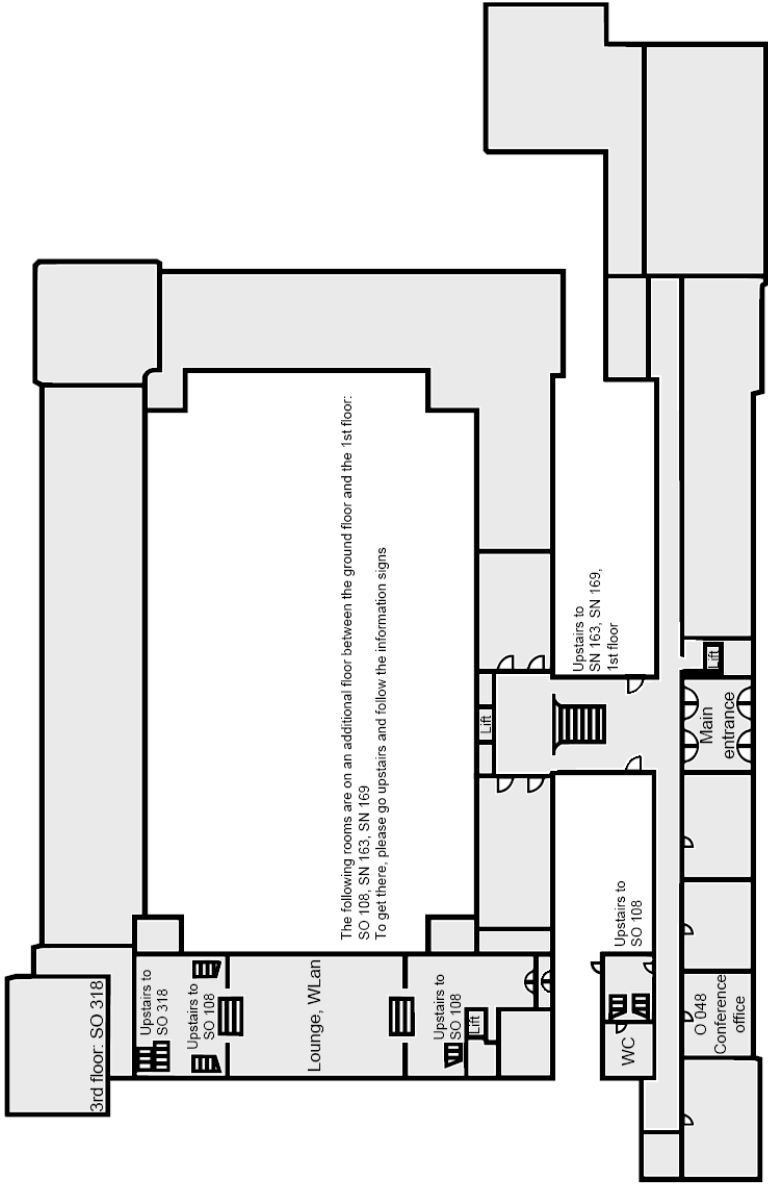 3rd floor: SO 318
Upstairs to
SO 318
Upstairs to
SO 108
Lounge, WLan
The following rooms are on an additional floor between the ground floor and the 1st floor:
SO 108, SN 163, SN 169
To get there, please go upstairs and follow the information signs
Upstairs to
SO 108
Lift
Lift
Upstairs to
SN 163, SN 169,
1st floor
Upstairs to
SO 108
WC
O 048
Conference
office
Main
entrance
Lift